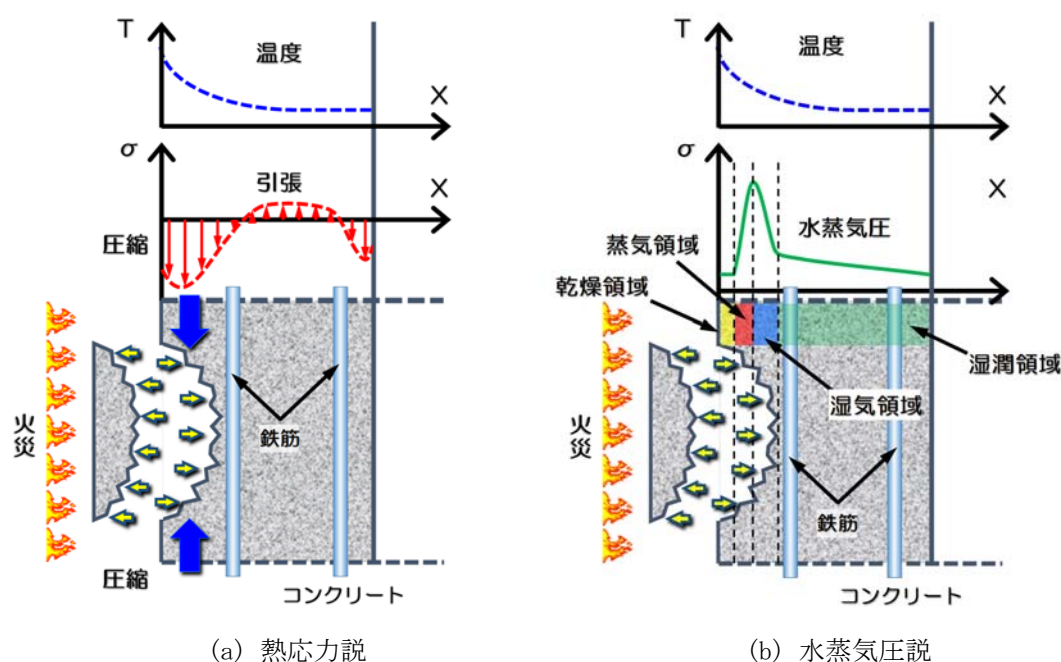 T
温度
X
σ
引張
X
圧縮
火災
鉄筋
圧縮
コンクリート
(a) 熱応力説
T
温度
X
σ
X
水蒸気圧
蒸気領域
乾燥領域
湿潤領域
湿気領域
火災
鉄筋
コンクリート
(b) 水蒸気圧説